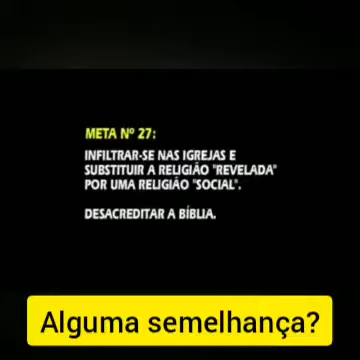 META Nº 27:
INFILTRAR-SE NAS IGREJAS E
SUBSTITUIR A RELIGIÃO "REVELADA"
POR UMA RELIGIÃO "SOCIAL".
DESACREDITAR A BÍBLIA.
Alguma semelhança?